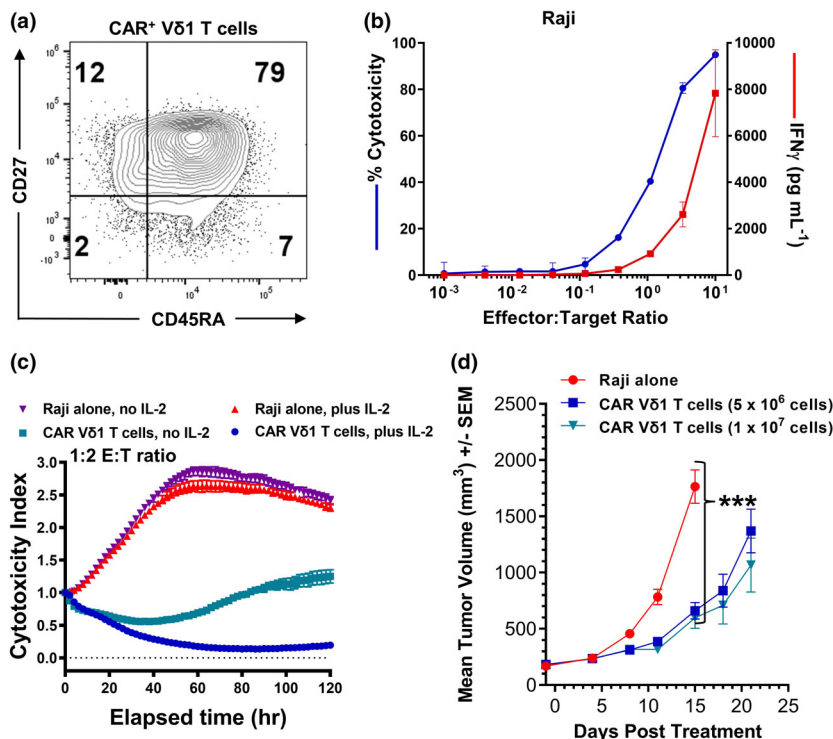 (a)
CAR⁺ Vδ1 T cells
12 79
2 7
10⁶
10⁵
10⁴
10³
0
-10³
0 10⁴ 10⁵
CD27
CD45RA
(b)
Raji
100
80
60
40
20
0
10000
8000
6000
4000
2000
0
10⁻³ 10⁻² 10⁻¹ 10⁰ 10¹
% Cytotoxicity
IFNγ (pg mL⁻¹)
Effector:Target Ratio
(c)
Raji alone, no IL-2
Raji alone, plus IL-2
CAR Vδ1 T cells, no IL-2
CAR Vδ1 T cells, plus IL-2
1:2 E:T ratio
3.0
2.5
2.0
1.5
1.0
0.5
0.0
0 20 40 60 80 100 120
Cytotoxicity Index
Elapsed time (hr)
(d)
Raji alone
CAR Vδ1 T cells (5 x 10⁶ cells)
CAR Vδ1 T cells (1 x 10⁷ cells)
2500
2000
1500
1000
500
0
***
0 5 10 15 20 25
Mean Tumor Volume (mm³) +/- SEM
Days Post Treatment